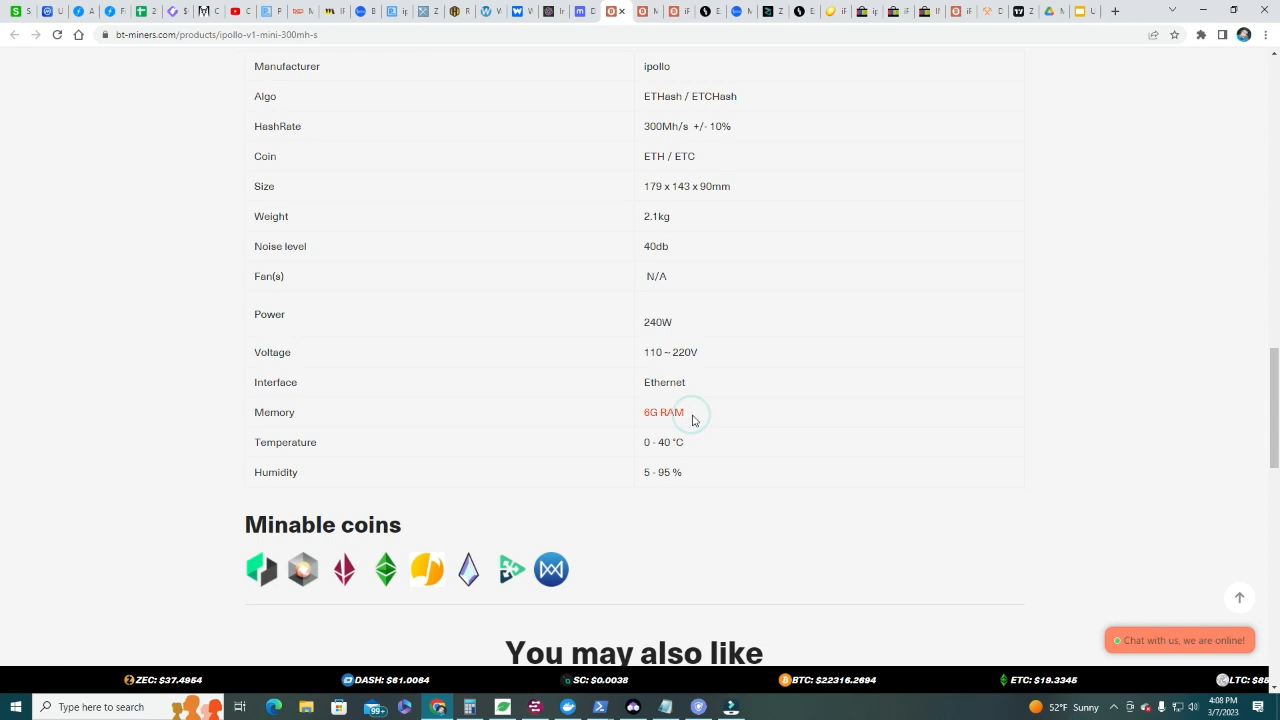 bt-miners.com/products/ipollo-v1-mini-300mh-s
Manufacturer ipollo
Algo ETHash / ETCHash
HashRate 300Mh/s +/- 10%
Coin ETH / ETC
Size 179 x 143 x 90mm
Weight 2.1kg
Noise level 40db
Fan(s) N/A
Power 240W
Voltage 110 ~ 220V
Interface Ethernet
Memory 6G RAM
Temperature 0 - 40 °C
Humidity 5 - 95 %
Minable coins
You may also like
Chat with us, we are online!
ZEC: $37.4954 DASH: $61.0064 SC: $0.0038 BTC: $22316.2694 ETC: $19.3345
Type here to search
99+
52°F Sunny
4:08 PM
3/7/2023